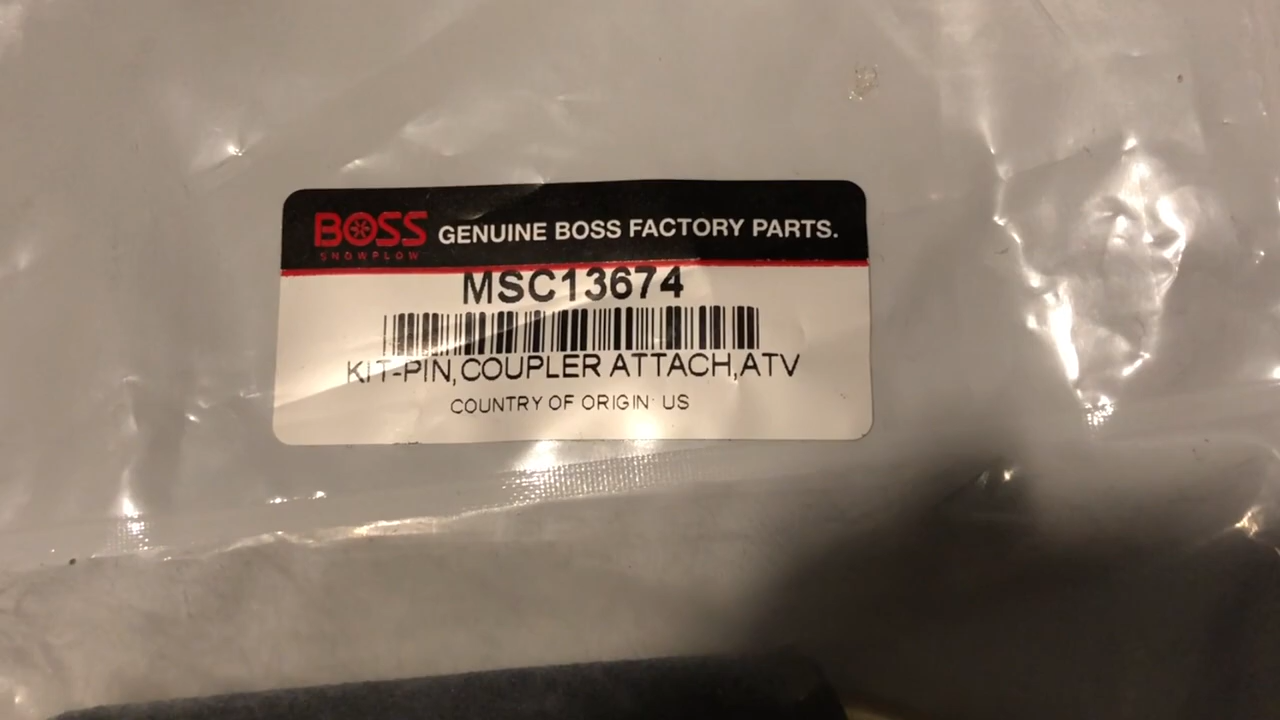 BOSS GENUINE BOSS FACTORY PARTS.
SNOWPLOW
MSC13674
KIT-PIN,COUPLER ATTACH,ATV
COUNTRY OF ORIGIN: US